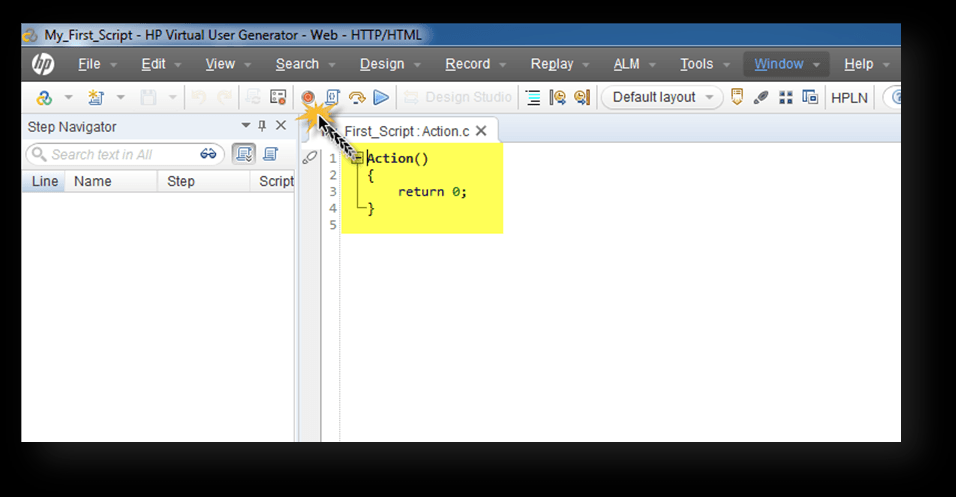 My_First_Script - HP Virtual User Generator - Web - HTTP/HTML
hp File Edit View Search Design Record Replay ALM Tools Window Help
Design Studio Default layout HPLN
Step Navigator
First_Script : Action.c
Search text in All
Line Name Step Script
1 Action()
2 {
3 return 0;
4 }
5